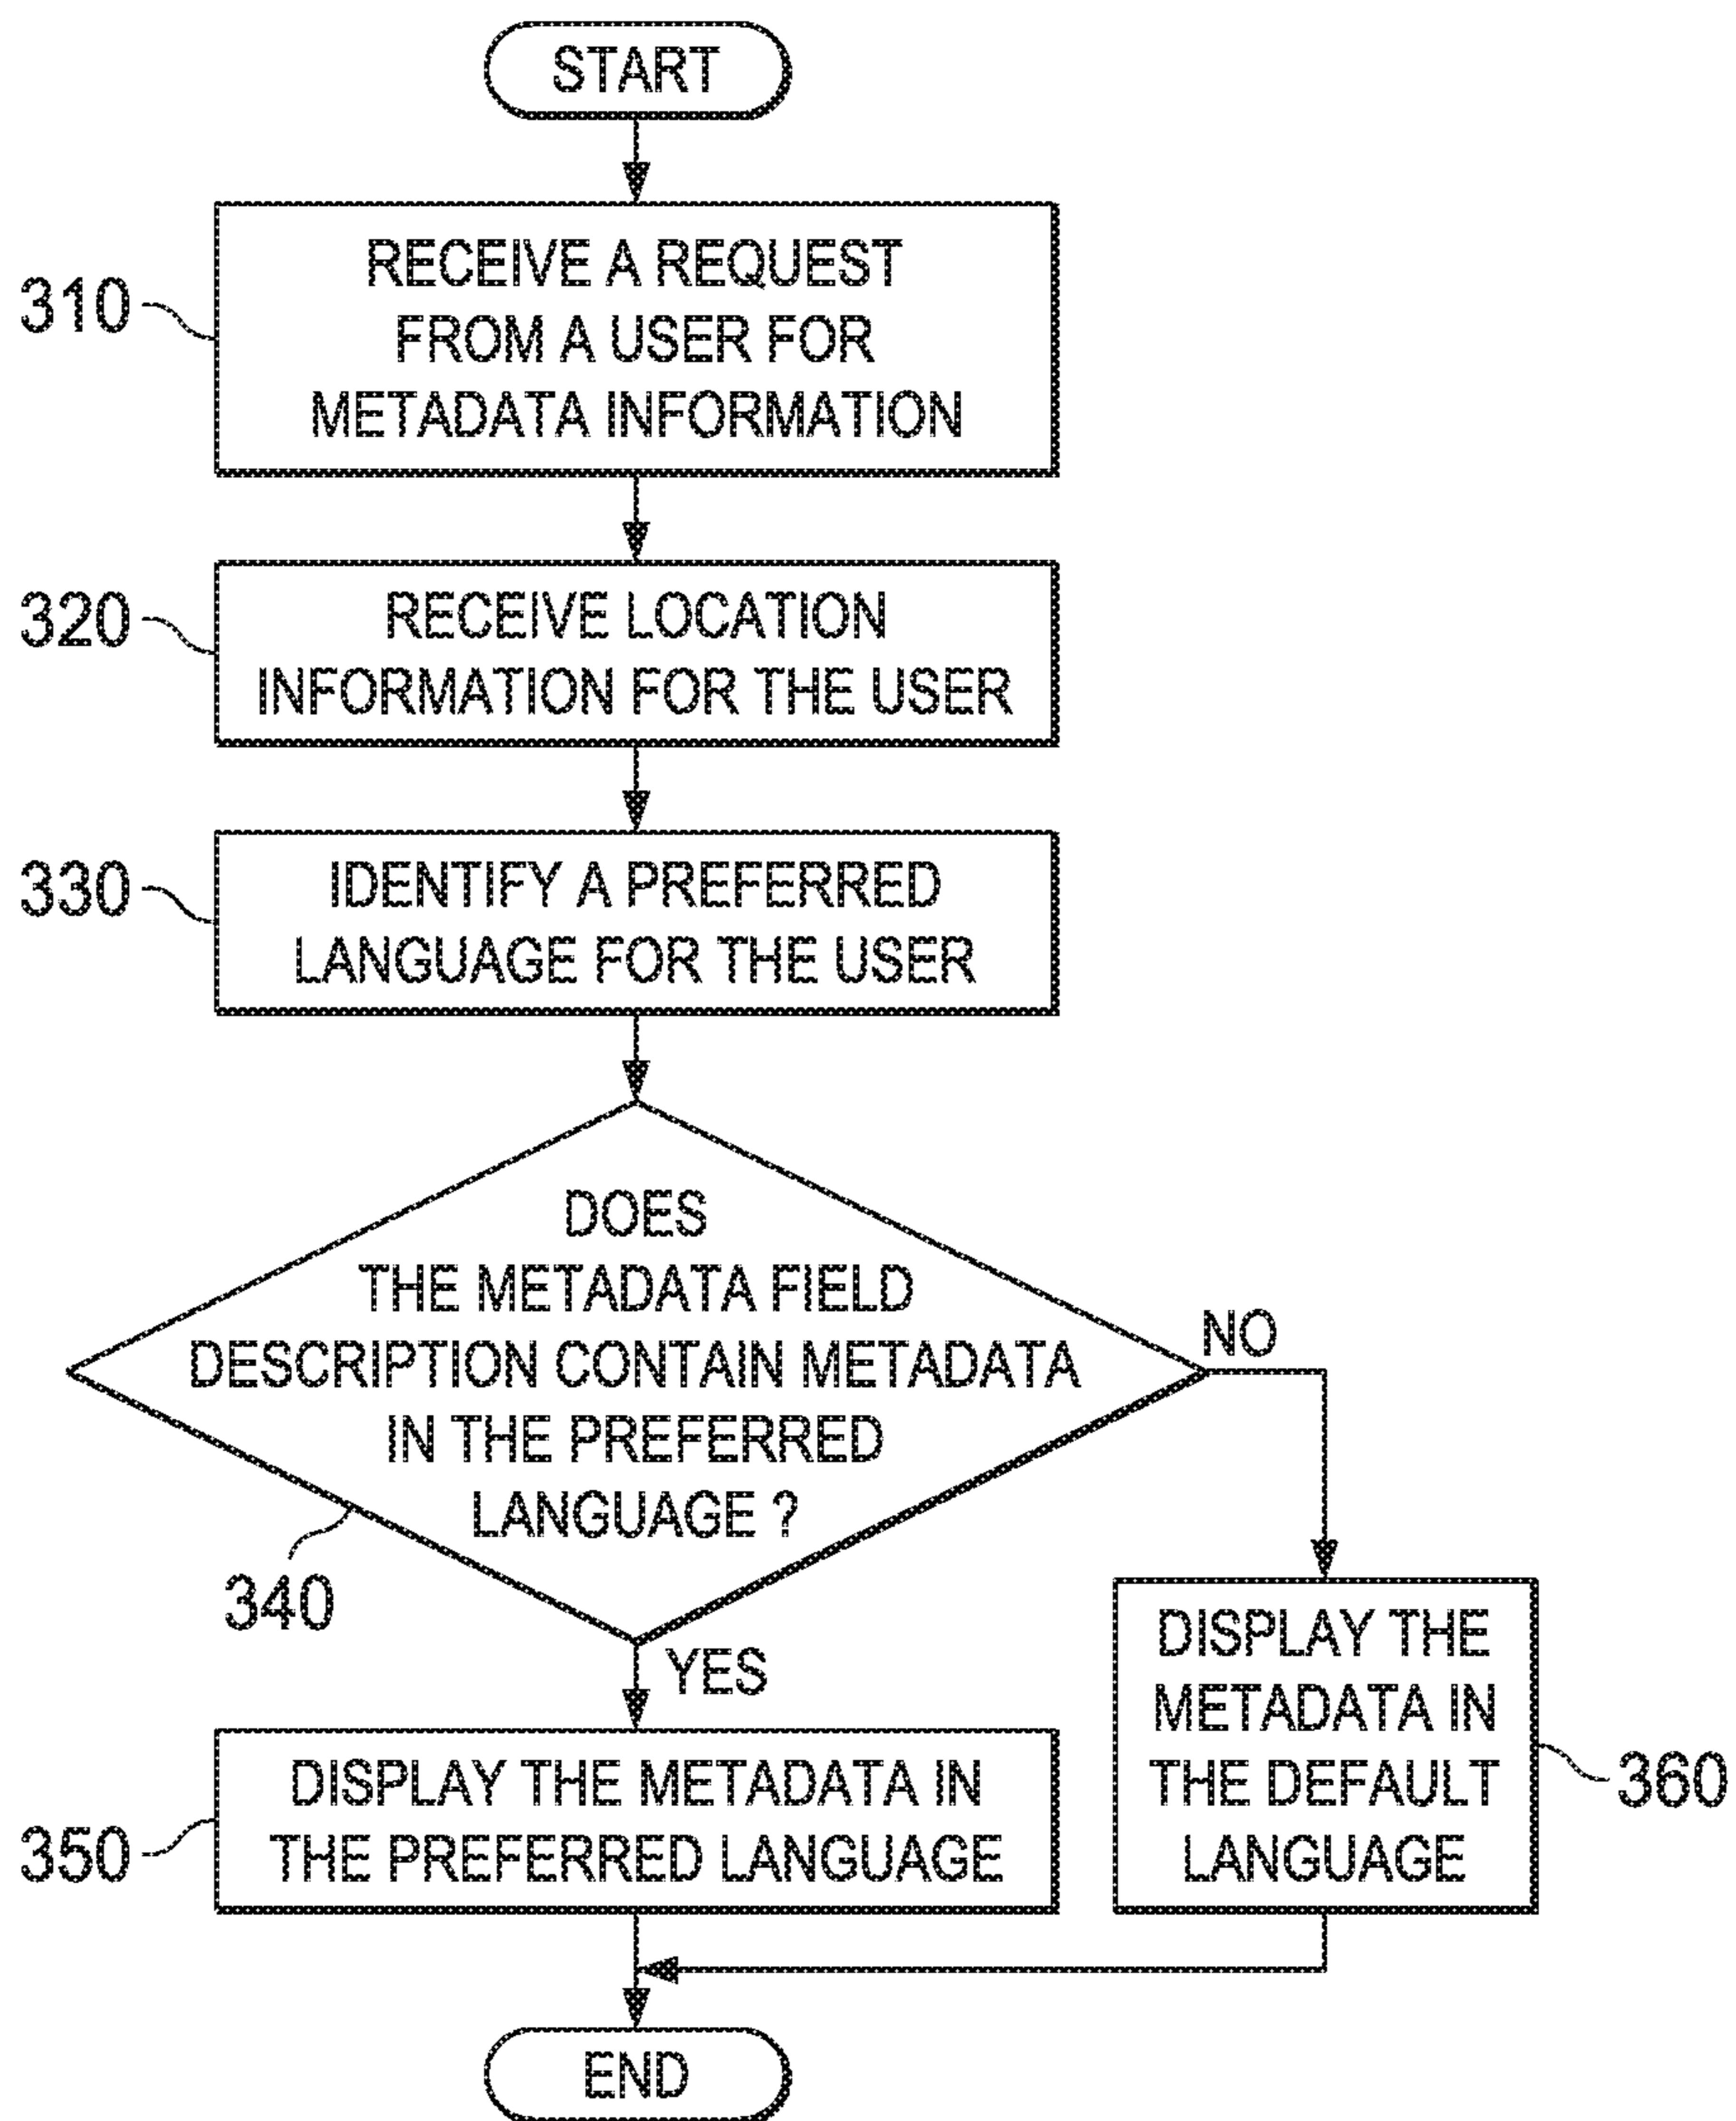 START
310
RECEIVE A REQUEST
FROM A USER FOR
METADATA INFORMATION
320
RECEIVE LOCATION
INFORMATION FOR THE USER
330
IDENTIFY A PREFERRED
LANGUAGE FOR THE USER
DOES
THE METADATA FIELD
DESCRIPTION CONTAIN METADATA
IN THE PREFERRED
LANGUAGE ?
340
NO
YES
350
DISPLAY THE METADATA IN
THE PREFERRED LANGUAGE
DISPLAY THE
METADATA IN
THE DEFAULT
LANGUAGE
360
END